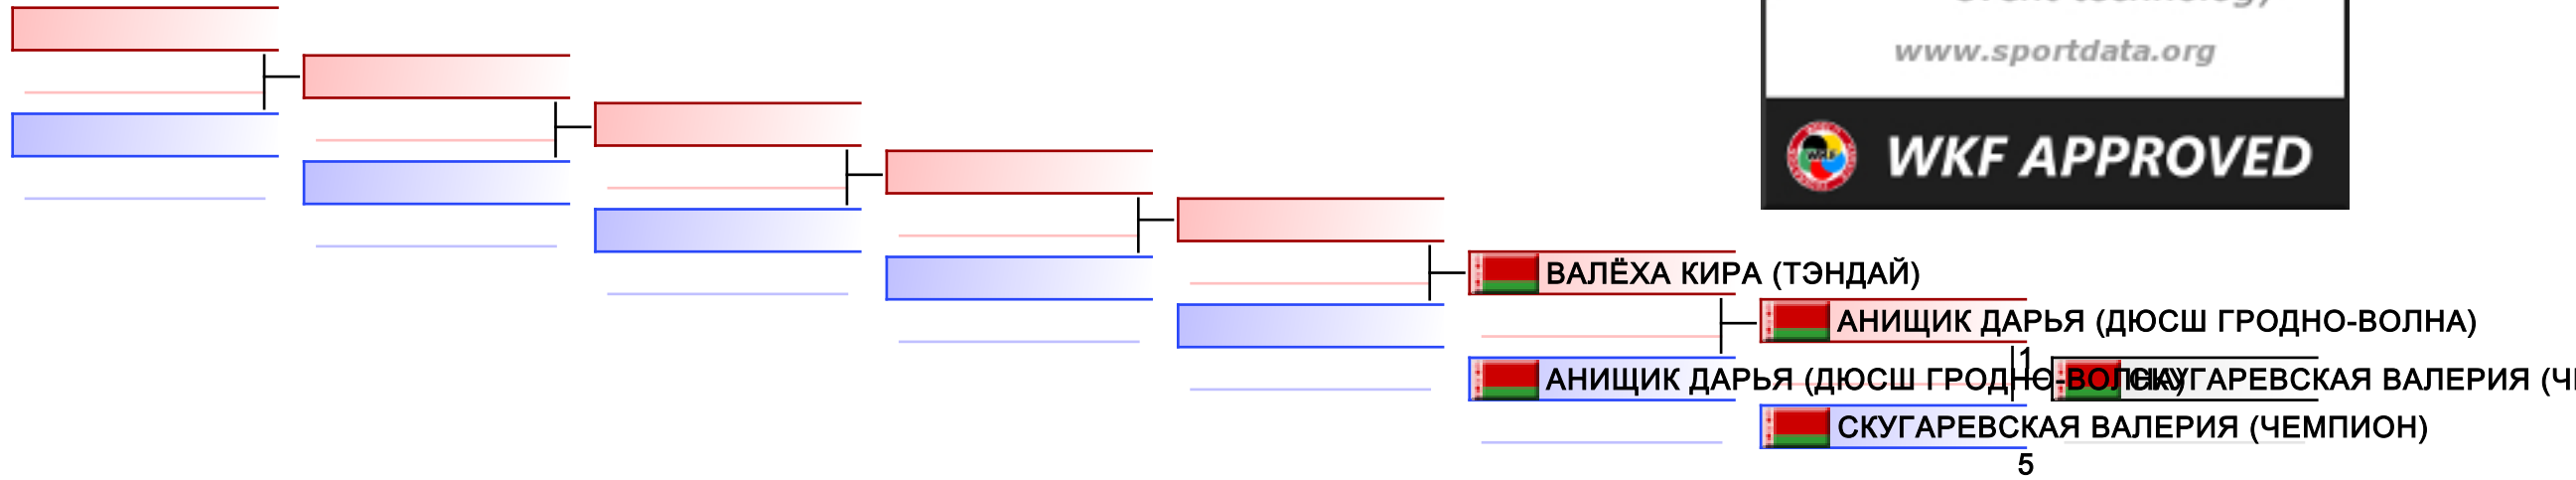 www.sportdata.org
WKF APPROVED
ВАЛЁХА КИРА (ТЭНДАЙ)
АНИЩИК ДАРЬЯ (ДЮСШ ГРОДНО-ВОЛНА)
1
АНИЩИК ДАРЬЯ (ДЮСШ ГРОДНО-ВОЛНА)
СКУГАРЕВСКАЯ ВАЛЕРИЯ
СКУГАРЕВСКАЯ ВАЛЕРИЯ (ЧЕМПИОН)
5